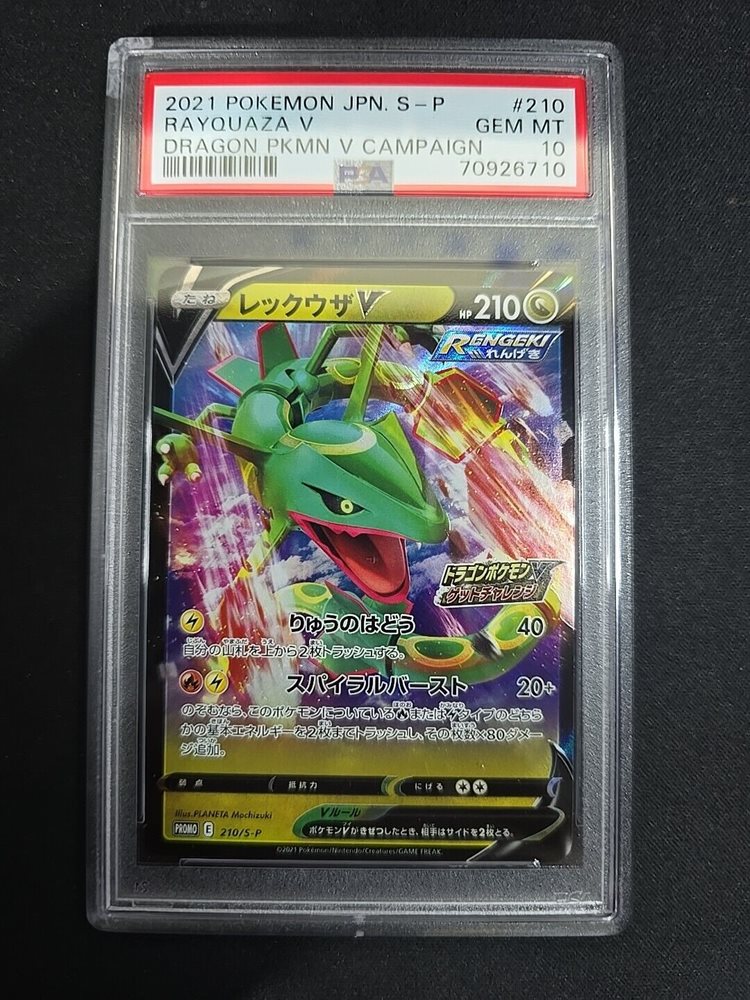 2021 POKEMON JPN. S-P #210
RAYQUAZA V GEM MT
DRAGON PKMN V CAMPAIGN 10
PSA 70926710
たね レックウザV HP 210
RENGEKI
れんげき
ドラゴンポケモンV
ゲットチャレンジ
りゅうのはどう 40
自分の山札を上から2枚トラッシュする。
スパイラルバースト 20+
のぞむなら、このポケモンについている またはタイプのどちら
かの基本エネルギーを2枚までトラッシュし、その枚数×80ダメー
ジ追加。
弱点 抵抗力 にげる
Illus.PLANETA Mochizuki
Vルール
ポケモンVがきぜつしたとき、相手はサイドを2枚とる。
PROMO E 210/S-P
©2021 Pokémon/Nintendo/Creatures/GAME FREAK.